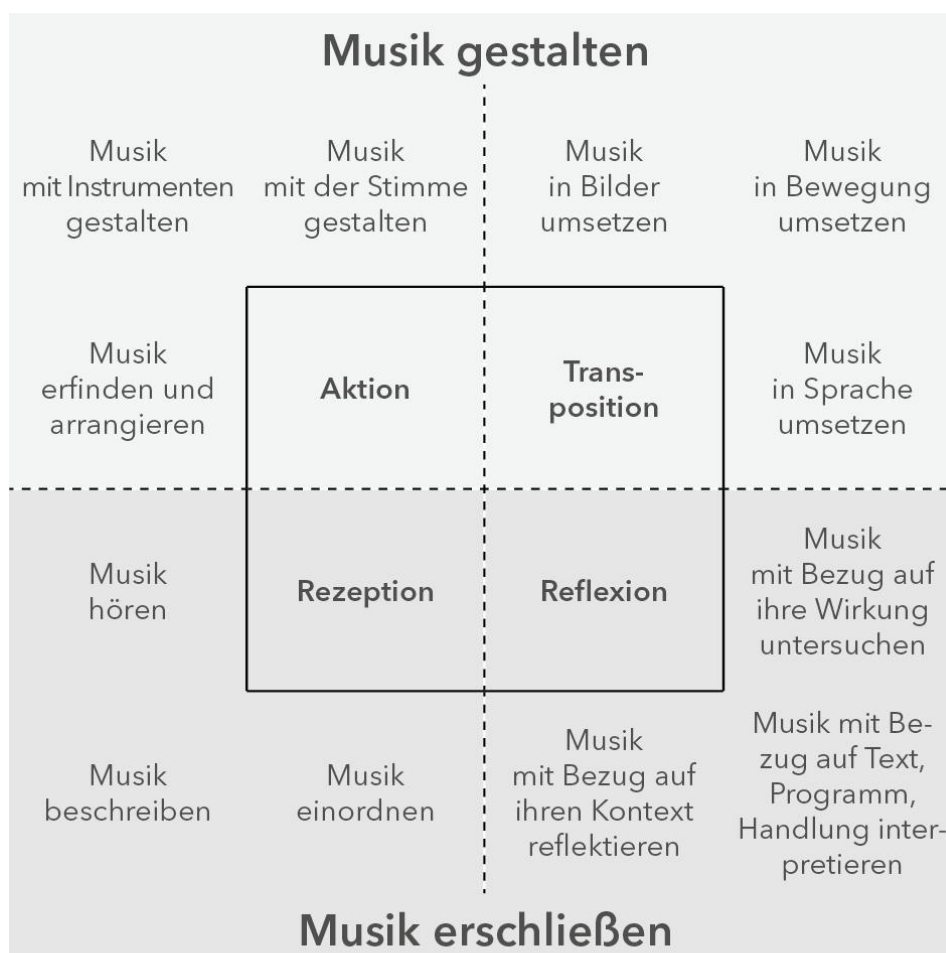 Musik gestalten
Musik
mit Instrumenten
gestalten
Musik
mit der Stimme
gestalten
Musik
in Bilder
umsetzen
Musik
in Bewegung
umsetzen
Musik
erfinden und
arrangieren
Aktion
Trans-
position
Musik
in Sprache
umsetzen
Musik
hören
Rezeption
Reflexion
Musik
mit Bezug auf
ihre Wirkung
untersuchen
Musik
beschreiben
Musik
einordnen
Musik
mit Bezug auf
ihren Kontext
reflektieren
Musik mit Be-
zug auf Text,
Programm,
Handlung inter-
pretieren
Musik erschließen